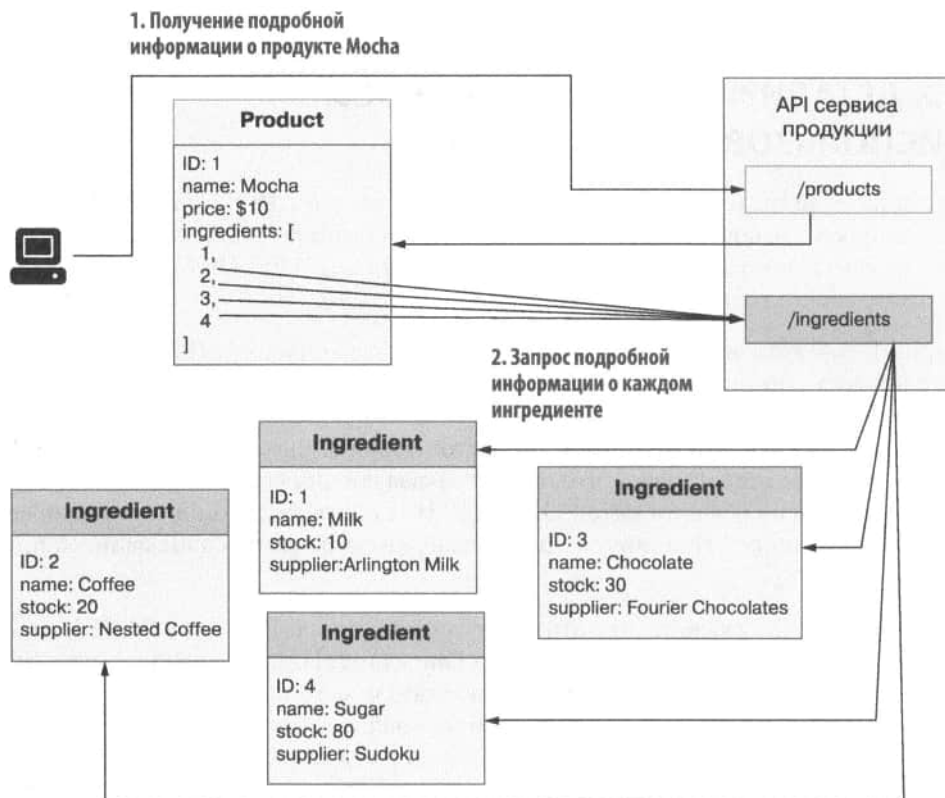 1. Получение подробной
информации о продукте Mocha
Product
ID: 1
name: Mocha
price: $10
ingredients: [
1,
2,
3,
4
]
API сервиса
продукции
/products
/ingredients
2. Запрос подробной
информации о каждом
ингредиенте
Ingredient
ID: 1
name: Milk
stock: 10
supplier:Arlington Milk
Ingredient
ID: 2
name: Coffee
stock: 20
supplier: Nested Coffee
Ingredient
ID: 3
name: Chocolate
stock: 30
supplier: Fourier Chocolates
Ingredient
ID: 4
name: Sugar
stock: 80
supplier: Sudoku